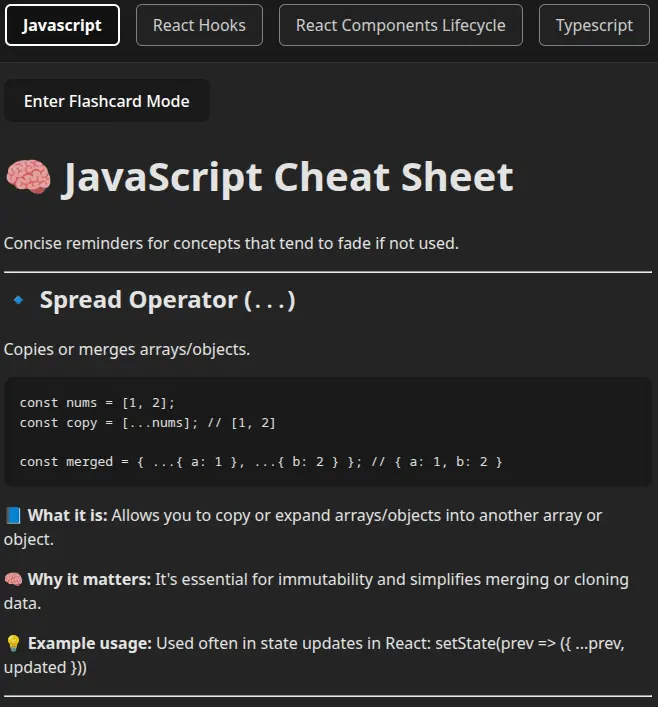 Javascript React Hooks React Components Lifecycle Typescript
Enter Flashcard Mode
🧠 JavaScript Cheat Sheet
Concise reminders for concepts that tend to fade if not used.
🔹 Spread Operator (...)
Copies or merges arrays/objects.
const nums = [1, 2];
const copy = [...nums]; // [1, 2]
const merged = { ...{ a: 1 }, ...{ b: 2 } }; // { a: 1, b: 2 }
📘 What it is: Allows you to copy or expand arrays/objects into another array or
object.
🧠 Why it matters: It's essential for immutability and simplifies merging or cloning
data.
💡 Example usage: Used often in state updates in React: setState(prev => ({ ...prev,
updated }))